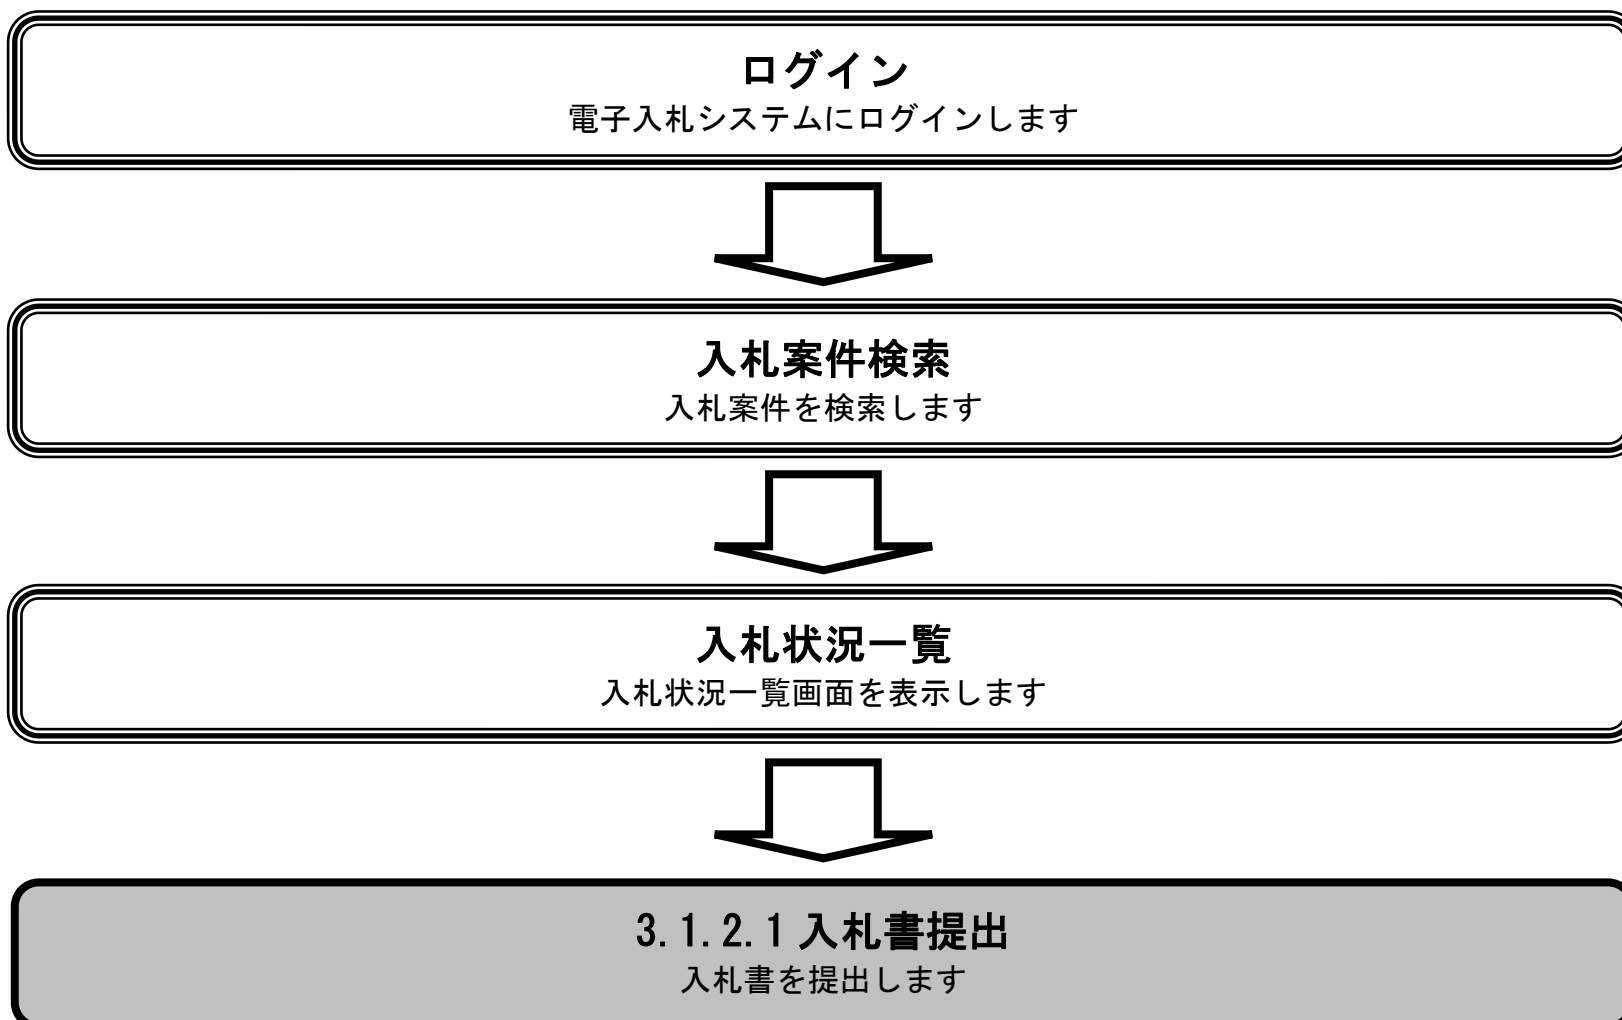 ログイン
電子入札システムにログインします
入札案件検索
入札案件を検索します
入札状況一覧
入札状況一覧画面を表示します
3.1.2.1 入札書提出
入札書を提出します